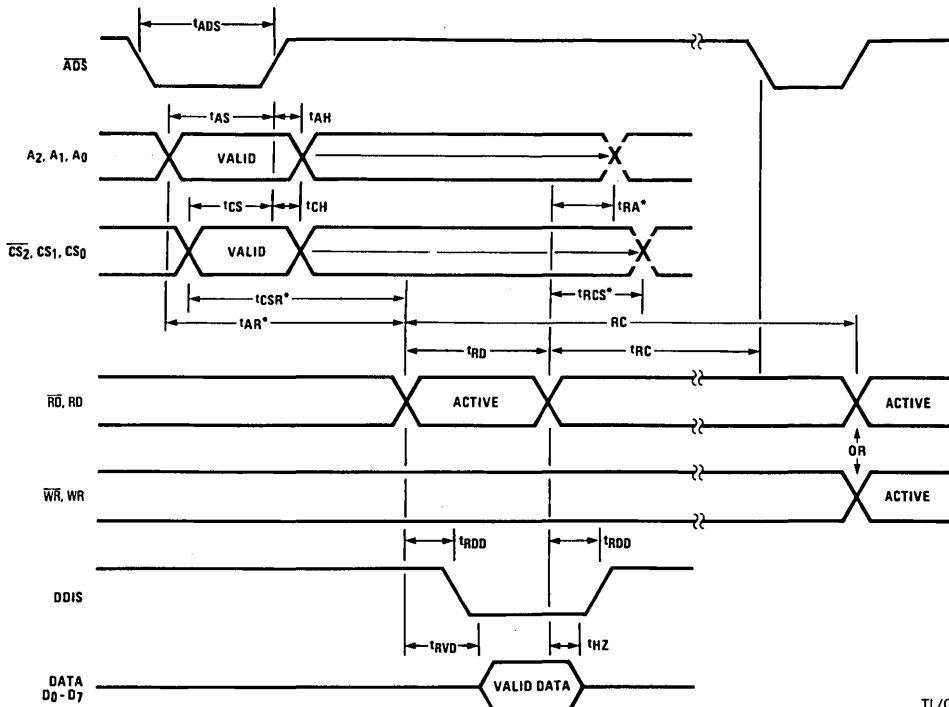 tADS
ADS
tAS tAH
A2, A1, A0 VALID
tCS tCH tRA*
CS2, CS1, CS0 VALID
tCSR* tRCS*
tAR* RC
tRD tRC
RD, RD ACTIVE ACTIVE
OR
WR, WR ACTIVE
tRDD tRDD
DDIS
tRVD tHZ
DATA
D0-D7 VALID DATA